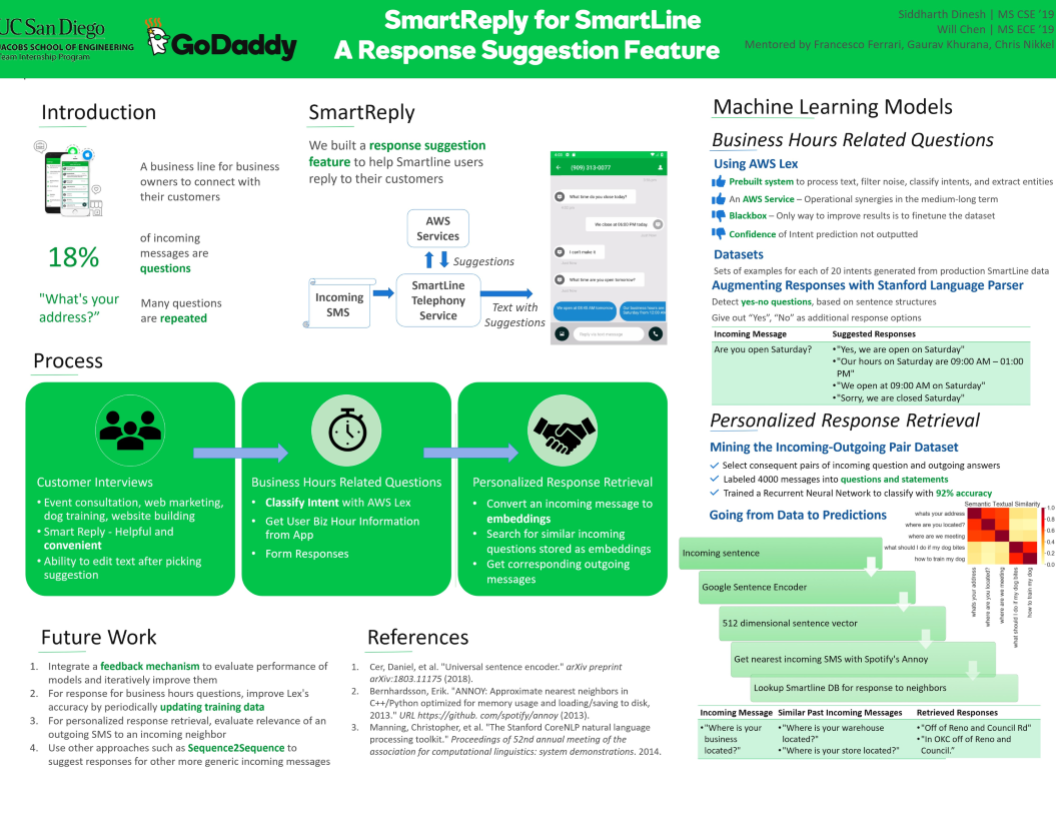 UC San Diego
JACOBS SCHOOL OF ENGINEERING
Team Internship Program
GoDaddy
SmartReply for SmartLine
A Response Suggestion Feature
Siddharth Dinesh | MS CSE '19
Will Chen | MS ECE '19
Mentored by Francesco Ferrari, Gaurav Khurana, Chris Nikkel
Introduction
A business line for business
owners to connect with
their customers
18%
of incoming
messages are
questions
"What's your
address?”
Many questions
are repeated
SmartReply
We built a response suggestion
feature to help Smartline users
reply to their customers
AWS
Services
Suggestions
Incoming
SMS
SmartLine
Telephony
Service
Text with
Suggestions
(909) 313-0077
What time do you close today?
We close at 06:00 PM today
I can't make it
What time are you open tomorrow?
Process
Customer Interviews
• Event consultation, web marketing,
dog training, website building
• Smart Reply - Helpful and
convenient
• Ability to edit text after picking
suggestion
Business Hours Related Questions
• Classify Intent with AWS Lex
• Get User Biz Hour Information
from App
• Form Responses
Personalized Response Retrieval
• Convert an incoming message to
embeddings
• Search for similar incoming
questions stored as embeddings
• Get corresponding outgoing
messages
Future Work
1. Integrate a feedback mechanism to evaluate performance of
models and iteratively improve them
2. For response for business hours questions, improve Lex's
accuracy by periodically updating training data
3. For personalized response retrieval, evaluate relevance of an
outgoing SMS to an incoming neighbor
4. Use other approaches such as Sequence2Sequence to
suggest responses for other more generic incoming messages
References
1. Cer, Daniel, et al. "Universal sentence encoder." arXiv preprint
arXiv:1803.11175 (2018).
2. Bernhardsson, Erik. "ANNOY: Approximate nearest neighbors in
C++/Python optimized for memory usage and loading/saving to disk,
2013." URL https://github. com/spotify/annoy (2013).
3. Manning, Christopher, et al. "The Stanford CoreNLP natural language
processing toolkit." Proceedings of 52nd annual meeting of the
association for computational linguistics: system demonstrations. 2014.
Machine Learning Models
Business Hours Related Questions
Using AWS Lex
Prebuilt system to process text, filter noise, classify intents, and extract entities
An AWS Service – Operational synergies in the medium-long term
Blackbox – Only way to improve results is to finetune the dataset
Confidence of Intent prediction not outputted
Datasets
Sets of examples for each of 20 intents generated from production SmartLine data
Augmenting Responses with Stanford Language Parser
Detect yes-no questions, based on sentence structures
Give out “Yes”, “No” as additional response options
Incoming Message Suggested Responses
Are you open Saturday? •"Yes, we are open on Saturday"
•"Our hours on Saturday are 09:00 AM – 01:00
PM"
•"We open at 09:00 AM on Saturday"
•"Sorry, we are closed Saturday"
Personalized Response Retrieval
Mining the Incoming-Outgoing Pair Dataset
✓ Select consequent pairs of incoming question and outgoing answers
✓ Labeled 4000 messages into questions and statements
✓ Trained a Recurrent Neural Network to classify with 92% accuracy
Going from Data to Predictions
Semantic Textual Similarity
whats your address
where are you located?
where are we meeting
what should I do if my dog bites
how to train my dog
1.0
0.8
0.6
0.4
0.2
0.0
whats your address
where are you located?
where are we meeting
what should I do if my dog bites
how to train my dog
Incoming sentence
Google Sentence Encoder
512 dimensional sentence vector
Get nearest incoming SMS with Spotify's Annoy
Lookup Smartline DB for response to neighbors
Incoming Message Similar Past Incoming Messages Retrieved Responses
•"Where is your •"Where is your warehouse •"Off of Reno and Council Rd"
business located?" •"In OKC off of Reno and
located?" •"Where is your store located?" Council.”